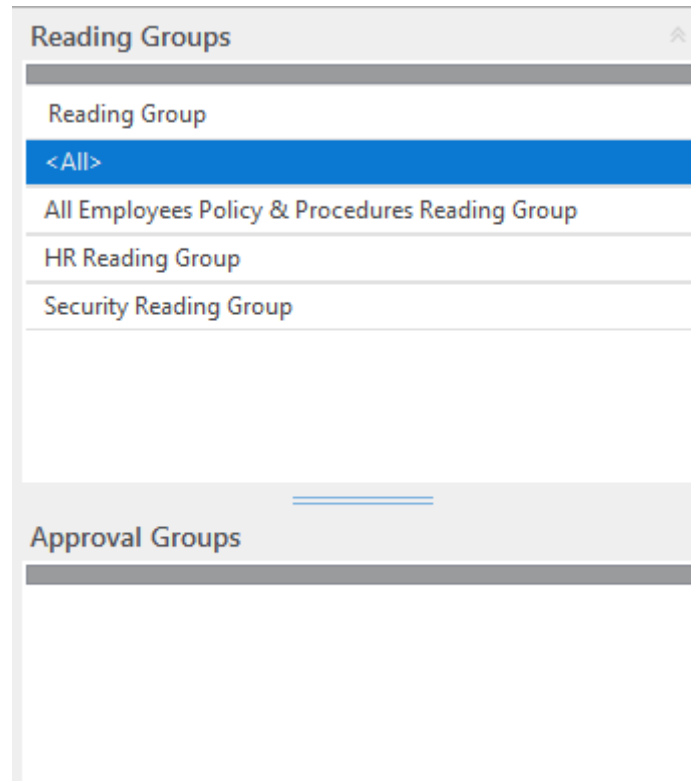 Reading Groups
Reading Group
<All>
All Employees Policy & Procedures Reading Group
HR Reading Group
Security Reading Group
Approval Groups